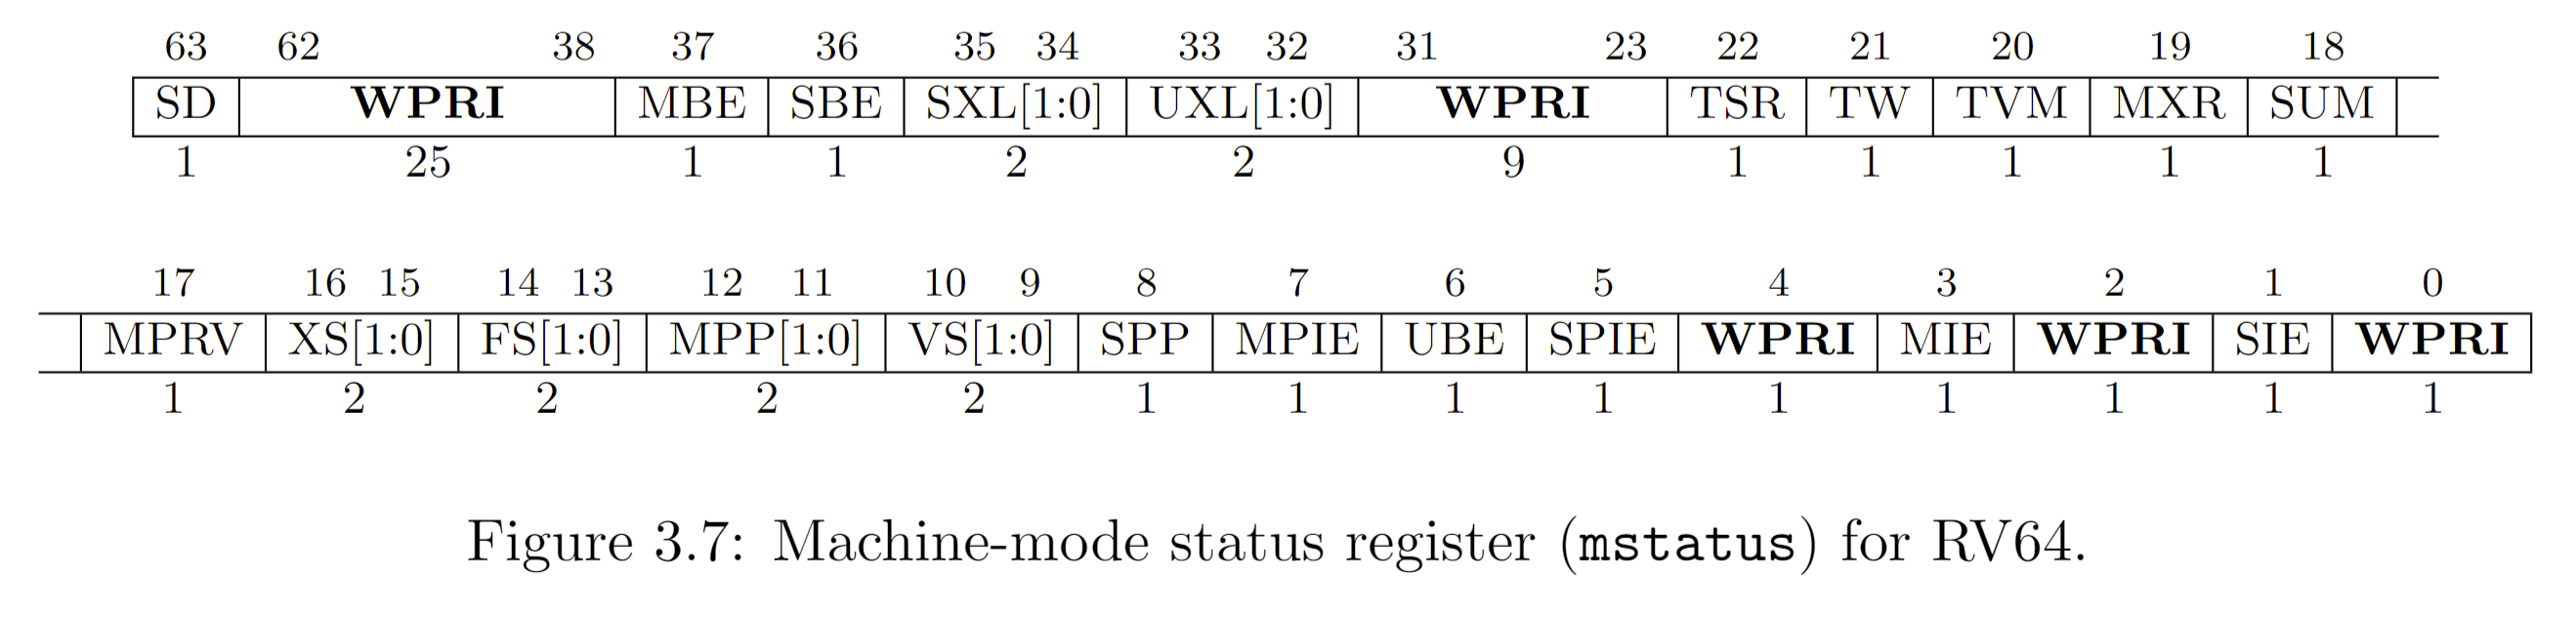 63 62 38 37 36 35 34 33 32 31 23 22 21 20 19 18
SD WPRI MBE SBE SXL[1:0] UXL[1:0] WPRI TSR TW TVM MXR SUM
1 25 1 1 2 2 9 1 1 1 1 1
17 16 15 14 13 12 11 10 9 8 7 6 5 4 3 2 1 0
MPRV XS[1:0] FS[1:0] MPP[1:0] VS[1:0] SPP MPIE UBE SPIE WPRI MIE WPRI SIE WPRI
1 2 2 2 2 1 1 1 1 1 1 1 1 1
Figure 3.7: Machine-mode status register (mstatus) for RV64.